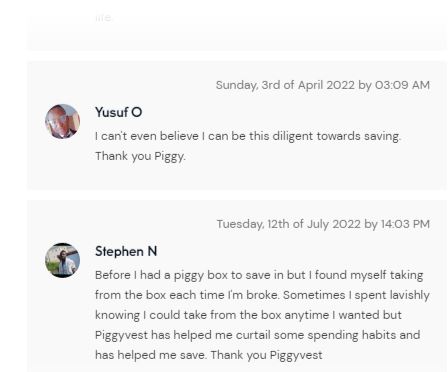 life.
Sunday, 3rd of April 2022 by 03:09 AM
Yusuf O
I can't even believe I can be this diligent towards saving.
Thank you Piggy.
Tuesday, 12th of July 2022 by 14:03 PM
Stephen N
Before I had a piggy box to save in but I found myself taking
from the box each time I'm broke. Sometimes I spent lavishly
knowing I could take from the box anytime I wanted but
Piggyvest has helped me curtail some spending habits and
has helped me save. Thank you Piggyvest